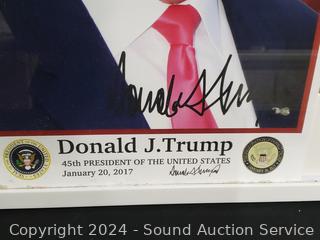 Donald J. Trump
45th PRESIDENT OF THE UNITED STATES
January 20, 2017
Copyright 2024 - Sound Auction Service